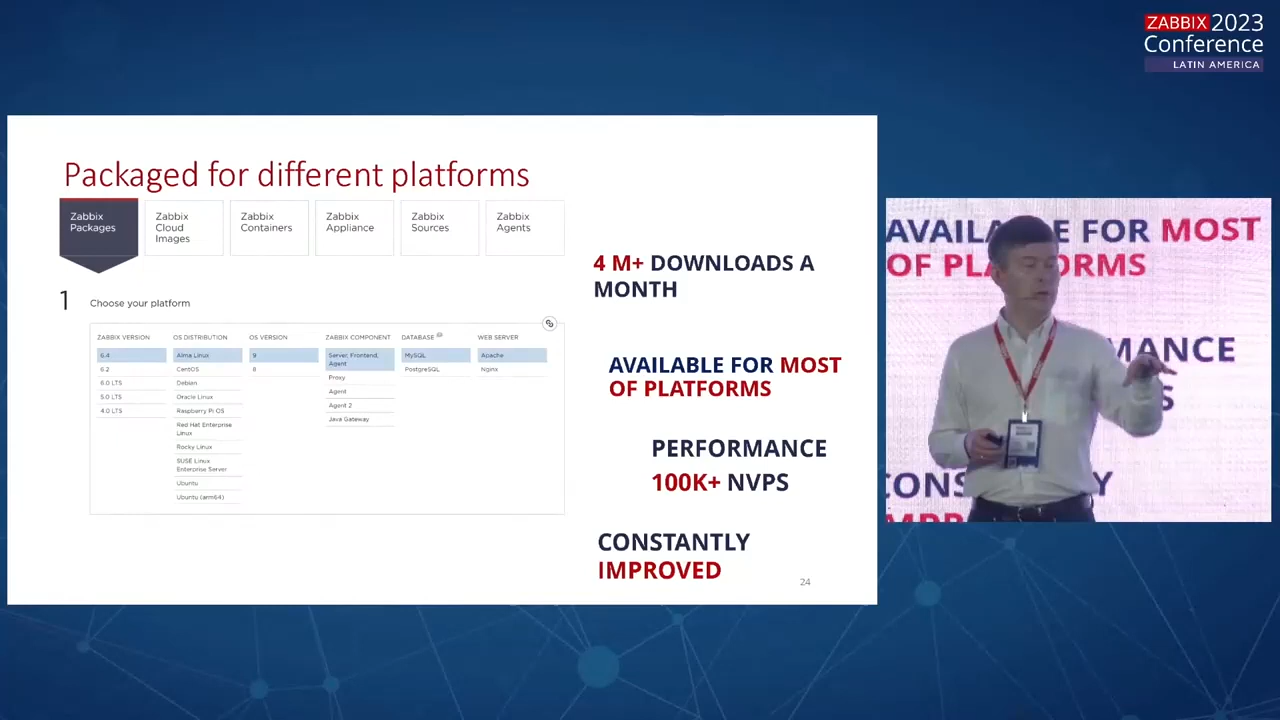 ZABBIX 2023
Conference
LATIN AMERICA
Packaged for different platforms
Zabbix
Packages
Zabbix
Cloud
Images
Zabbix
Containers
Zabbix
Appliance
Zabbix
Sources
Zabbix
Agents
1 Choose your platform
ZABBIX VERSION
6.4
6.2
6.0 LTS
5.0 LTS
4.0 LTS
OS DISTRIBUTION
Alma Linux
CentOS
Debian
Oracle Linux
Raspberry Pi OS
Red Hat Enterprise
Linux
Rocky Linux
SUSE Linux
Enterprise Server
Ubuntu
Ubuntu (arm64)
OS VERSION
9
8
ZABBIX COMPONENT
Server, Frontend,
Agent
Proxy
Agent
Agent 2
Java Gateway
DATABASE
MySQL
PostgreSQL
WEB SERVER
Apache
Nginx
4 M+ DOWNLOADS A
MONTH
AVAILABLE FOR MOST
OF PLATFORMS
PERFORMANCE
100K+ NVPS
CONSTANTLY
IMPROVED
24
FOR MOST
OF